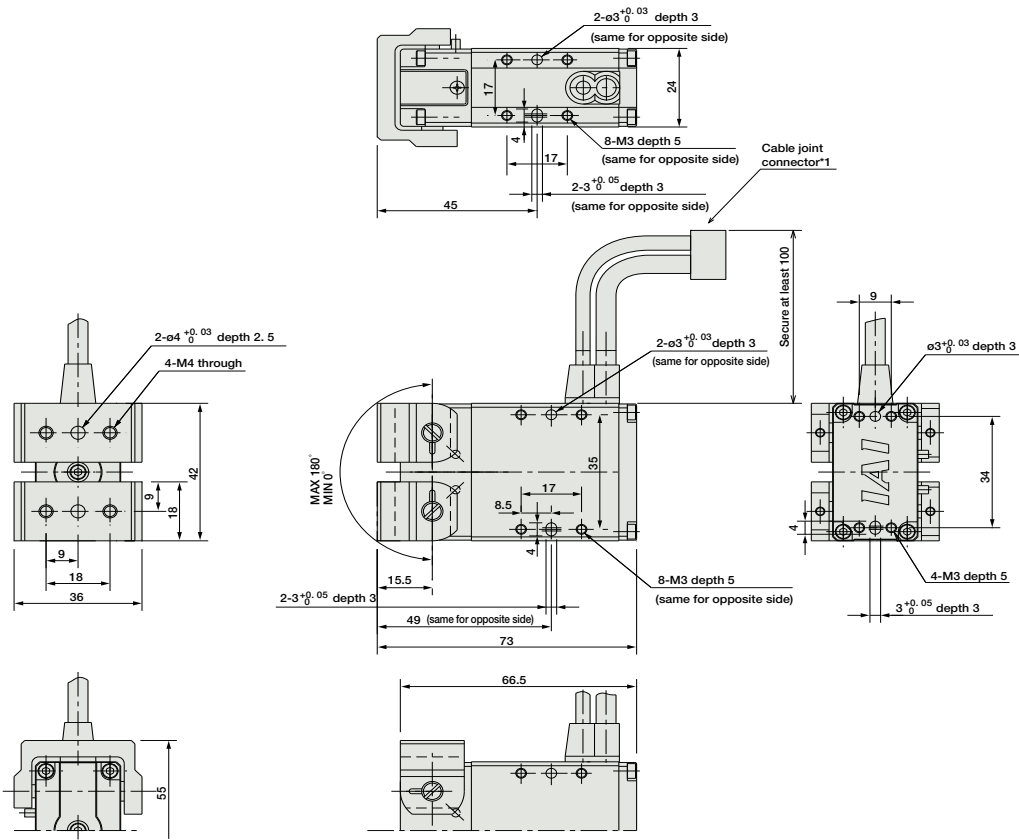 2-ø3 +0.03 0 depth 3
(same for opposite side)
17
24
4
8-M3 depth 5
(same for opposite side)
17
2-3 +0.05 0 depth 3
(same for opposite side)
45
Cable joint
connector*1
Secure at least 100
2-ø4 +0.03 0 depth 2. 5
4-M4 through
42
9
18
9
18
36
2-ø3 +0.03 0 depth 3
(same for opposite side)
MAX 180°
MIN 0°
35
17
8.5
4
15.5
8-M3 depth 5
(same for opposite side)
2-3 +0.05 0 depth 3
49 (same for opposite side)
73
9
ø3 +0.03 0 depth 3
IAI
34
4
4-M3 depth 5
3 +0.05 0 depth 3
55
66.5